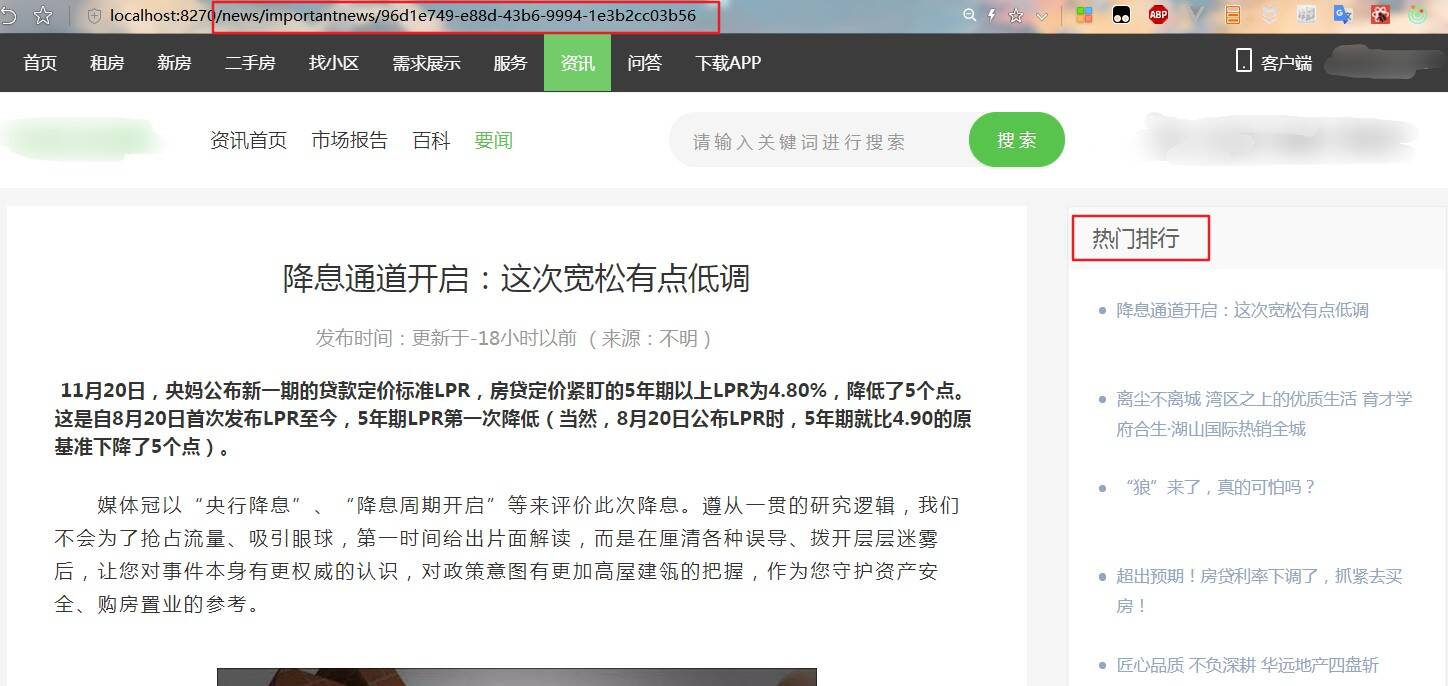 localhost:8270/news/importantnews/96d1e749-e88d-43b6-9994-1e3b2cc03b56
ABP
首页 租房 新房 二手房 找小区 需求展示 服务 资讯 问答 下载APP 客户端
资讯首页 市场报告 百科 要闻 请输入关键词进行搜索 搜索
热门排行
降息通道开启：这次宽松有点低调
发布时间：更新于-18小时以前 （来源：不明）
11月20日，央妈公布新一期的贷款定价标准LPR，房贷定价紧盯的5年期以上LPR为4.80%，降低了5个点。
这是自8月20日首次发布LPR至今，5年期LPR第一次降低（当然，8月20日公布LPR时，5年期就比4.90的原
基准下降了5个点）。
媒体冠以“央行降息”、“降息周期开启”等来评价此次降息。遵从一贯的研究逻辑，我们
不会为了抢占流量、吸引眼球，第一时间给出片面解读，而是在厘清各种误导、拨开层层迷雾
后，让您对事件本身有更权威的认识，对政策意图有更加高屋建瓴的把握，作为您守护资产安
全、购房置业的参考。
降息通道开启：这次宽松有点低调
离尘不离城 湾区之上的优质生活 育才学
府合生·湖山国际热销全城
“狼”来了，真的可怕吗？
超出预期！房贷利率下调了，抓紧去买
房！
匠心品质 不负深耕 华远地产四盘斩